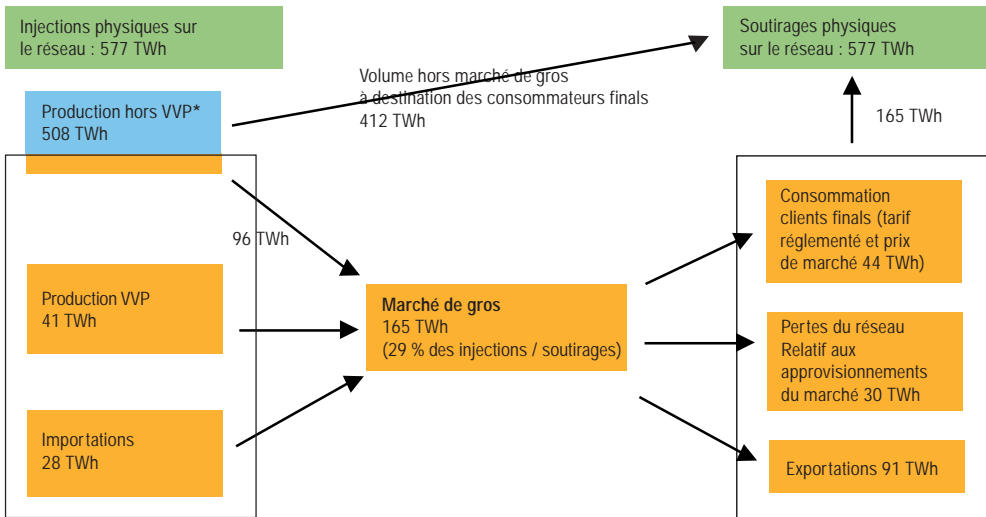 Injections physiques sur
le réseau : 577 TWh
Soutirages physiques
sur le réseau : 577 TWh
Volume hors marché de gros
à destination des consommateurs finals
412 TWh
Production hors VVP*
508 TWh
165 TWh
96 TWh
Production VVP
41 TWh
Importations
28 TWh
Marché de gros
165 TWh
(29 % des injections / soutirages)
Consommation
clients finals (tarif
réglementé et prix
de marché 44 TWh)
Pertes du réseau
Relatif aux
approvisionnements
du marché 30 TWh
Exportations 91 TWh